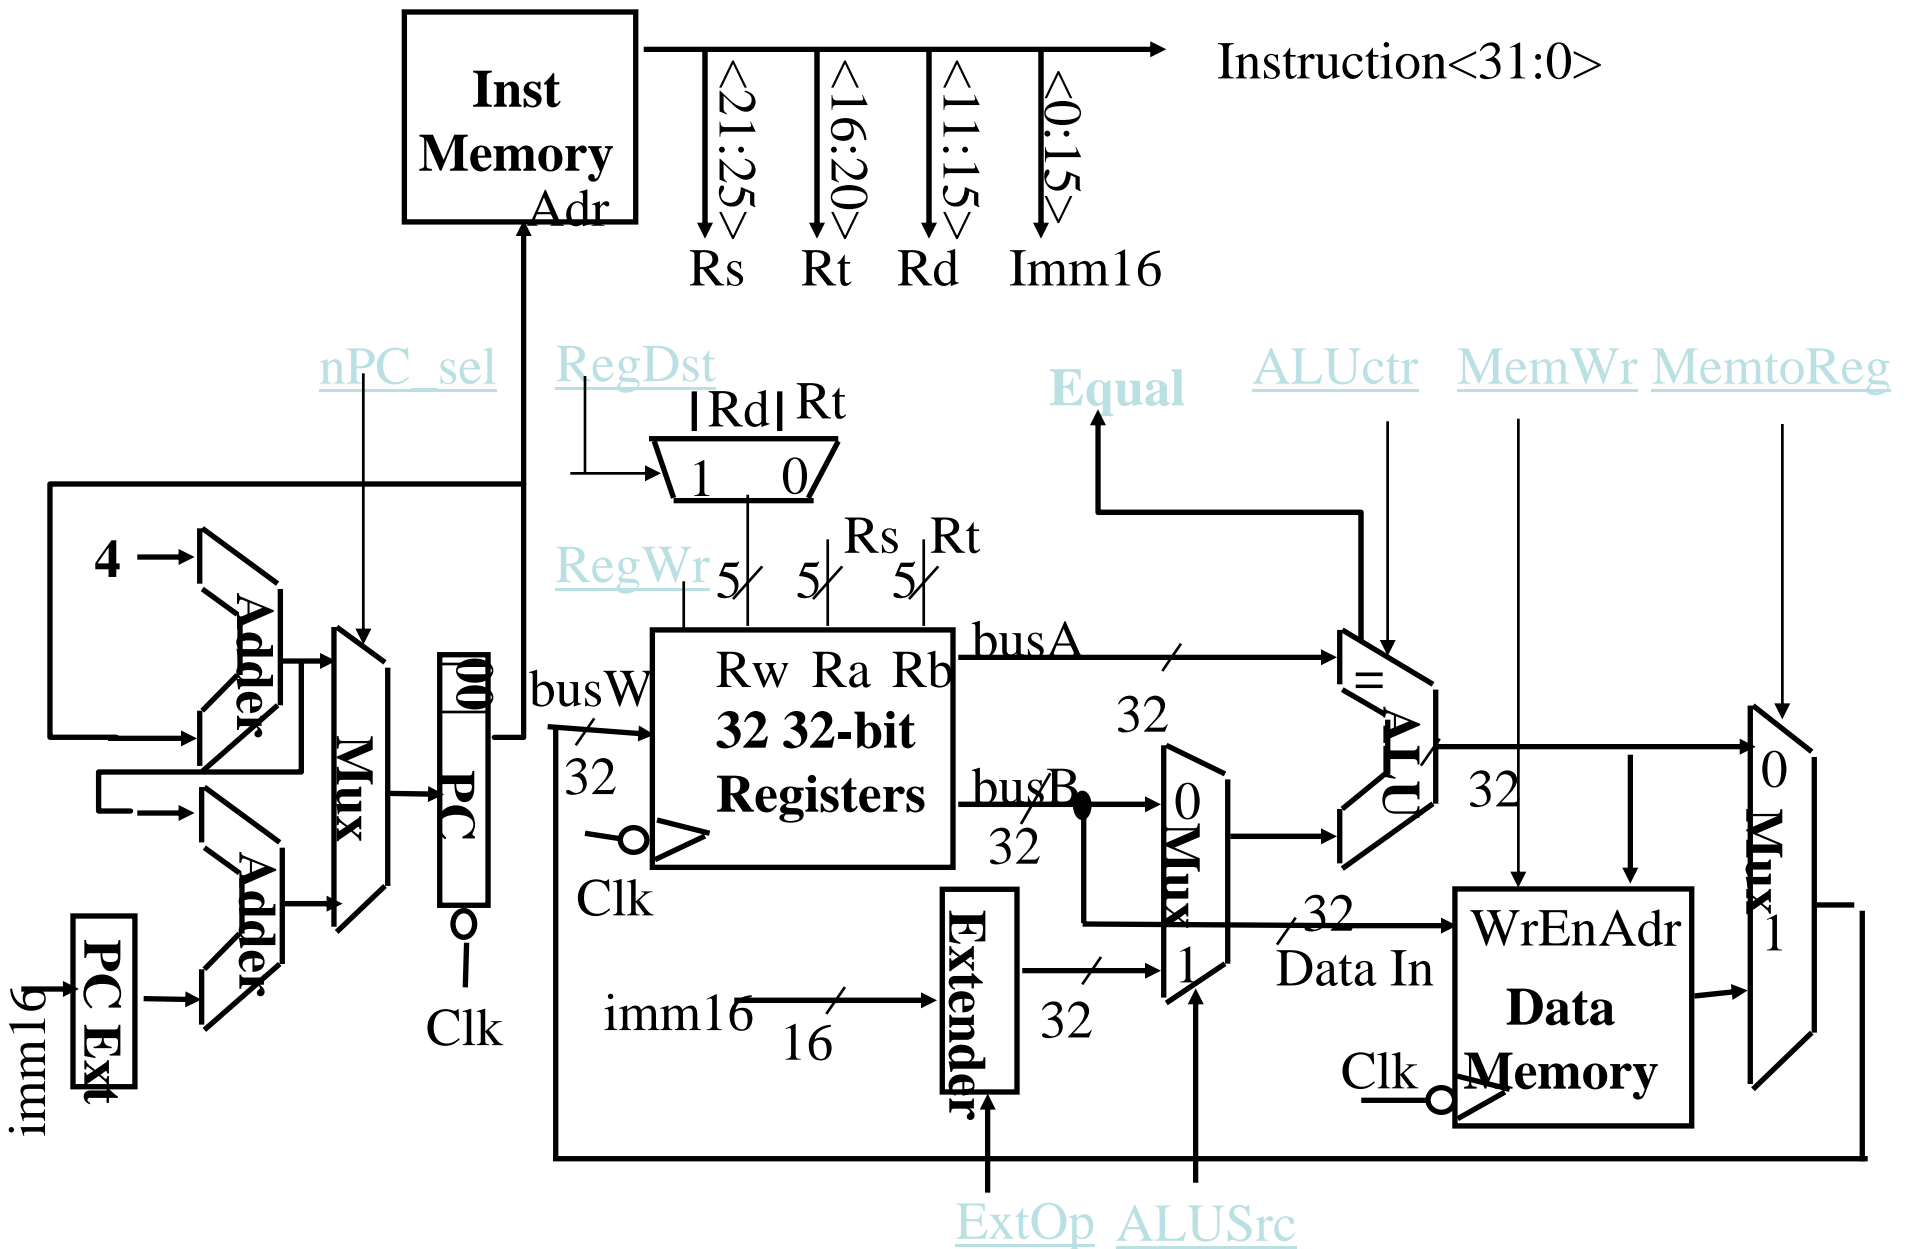 Inst
Memory
Adr
Instruction<31:0>
<21:25>
<16:20>
<11:15>
<0:15>
Rs
Rt
Rd
Imm16
nPC_sel
RegDst
Rd
Rt
Equal
ALUctr
MemWr
MemtoReg
1
0
4
RegWr
5
5
5
Rs
Rt
Adder
Adder
Mux
00
PC
Clk
PC Ext
imm16
busW
32
Rw
Ra
Rb
32 32-bit
Registers
Clk
busA
32
busB
32
=
ALU
32
0
Mux
1
32
Data In
imm16
16
Extender
32
WrEn
Adr
Data
Memory
Clk
0
Mux
1
ExtOp
ALUSrc